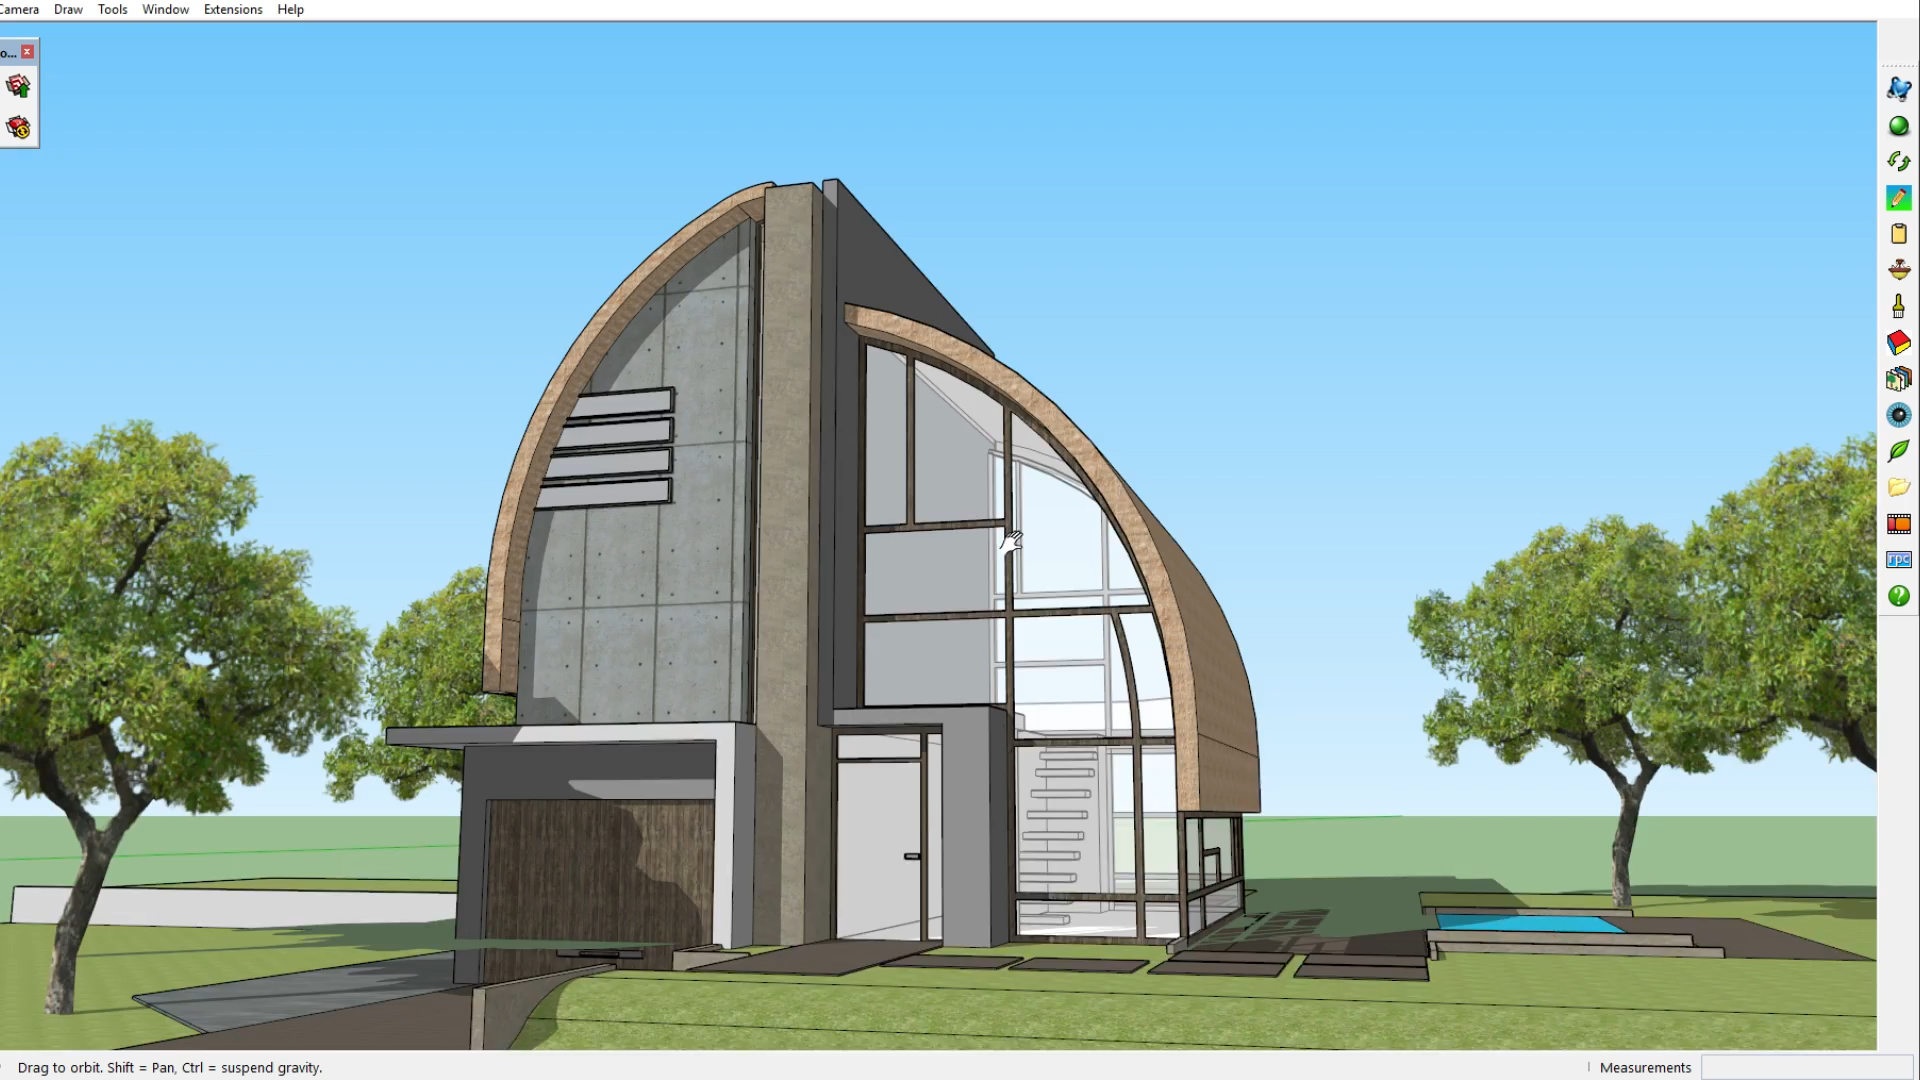 Camera Draw Tools Window Extensions Help
o...
rpc
Drag to orbit. Shift = Pan, Ctrl = suspend gravity.
Measurements